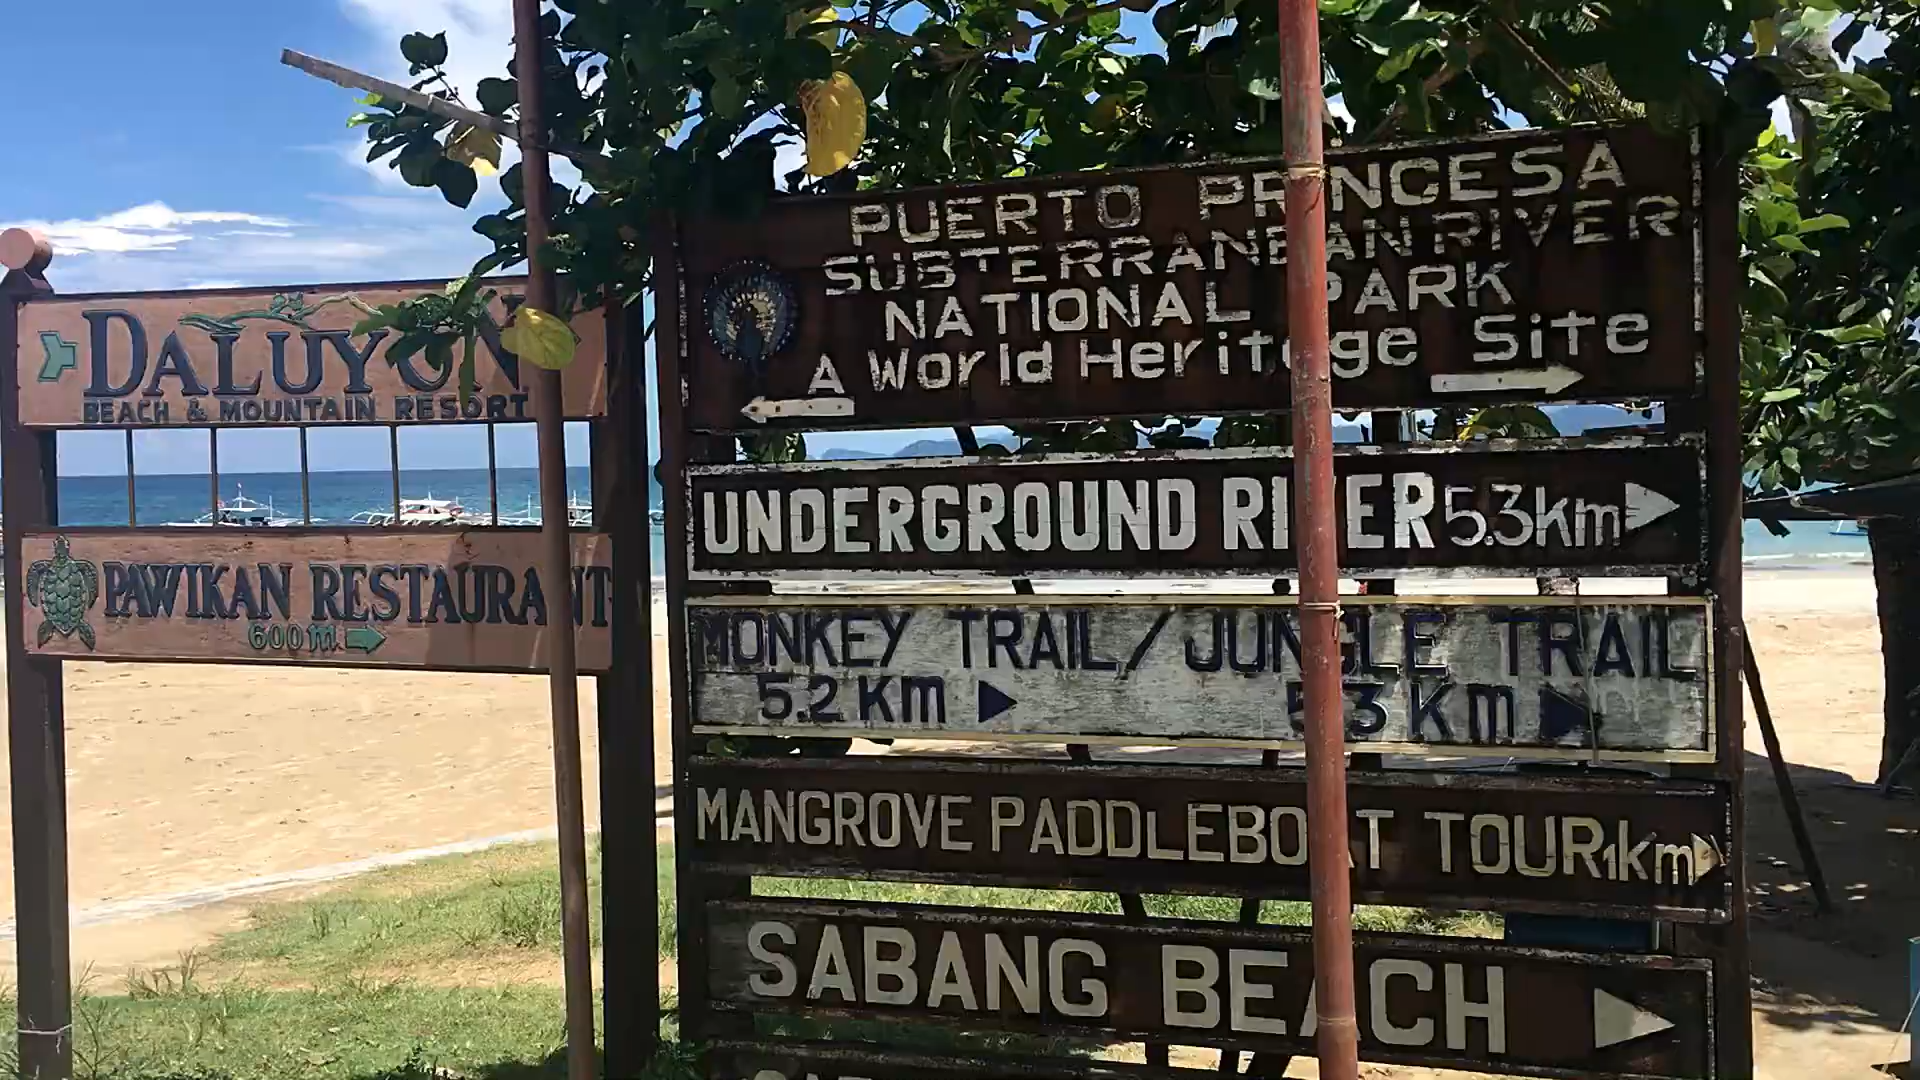 DALUYON
BEACH & MOUNTAIN RESORT
PAWIKAN RESTAURANT
600m
PUERTO PRINCESA
SUBTERRANEAN RIVER
NATIONAL PARK
A World Heritage Site
UNDERGROUND RIVER 5.3Km
MONKEY TRAIL/JUNGLE TRAIL
5.2 Km 5.3 Km
MANGROVE PADDLEBOAT TOUR 1Km
SABANG BEACH